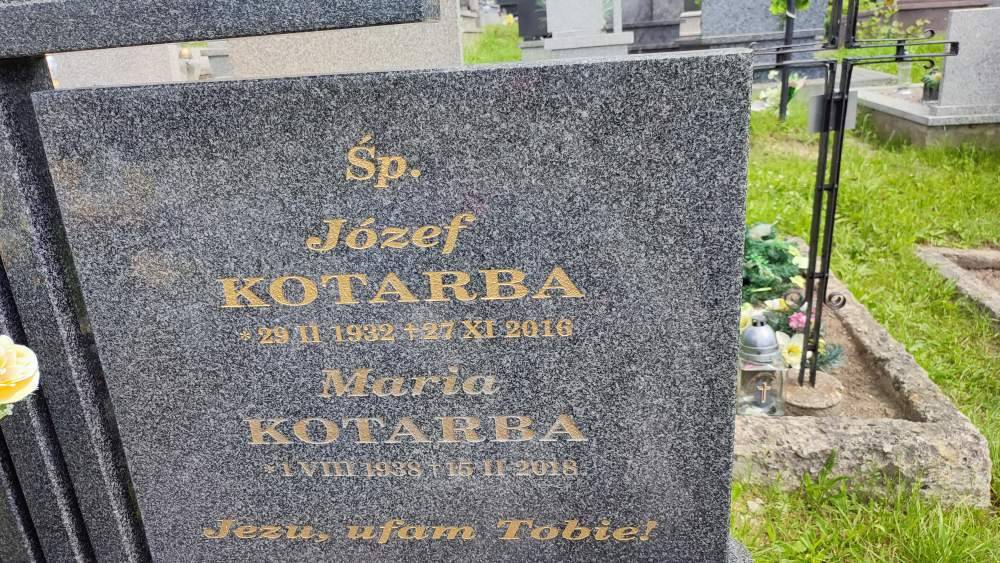 Śp.
Józef
KOTARBA
* 29 II 1932 + 27 XI 2016
Maria
KOTARBA
* 1 VIII 1938 + 15 II 2018
Jezu, ufam Tobie!